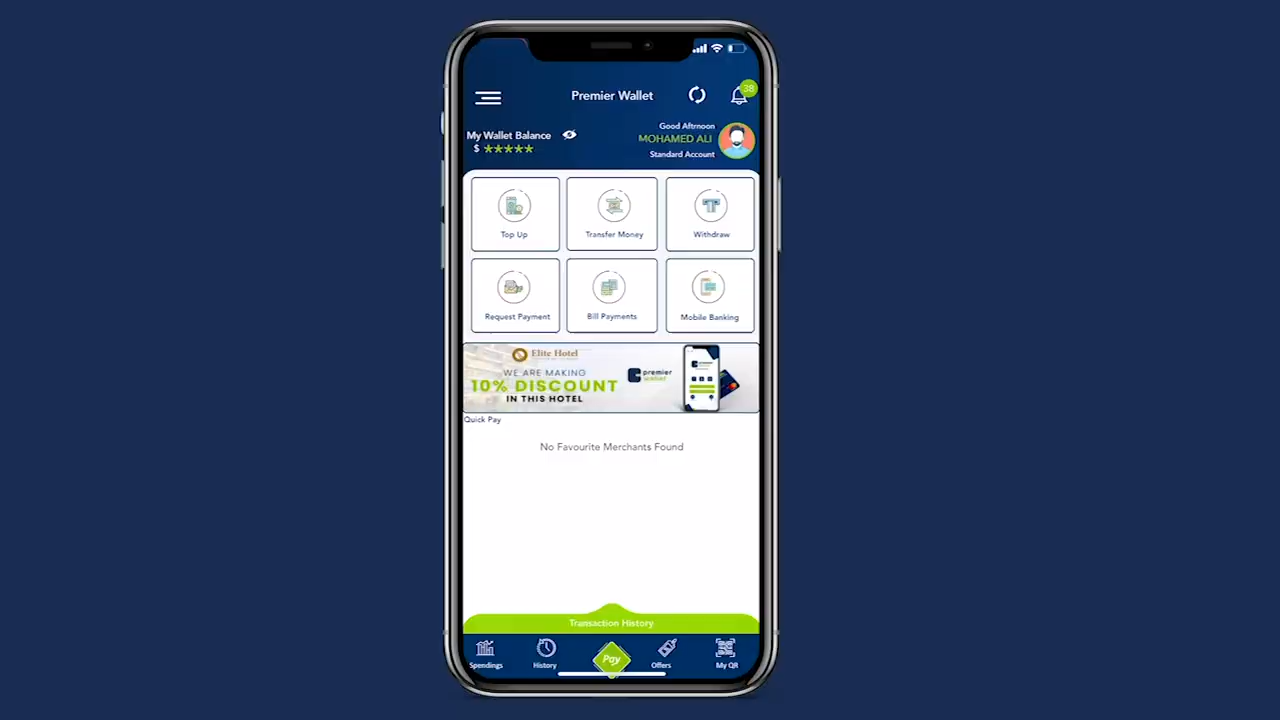 Premier Wallet
38
My Wallet Balance
$ *****
Good Aftrnoon
MOHAMED ALI
Standard Account
Top Up
Transfer Money
Withdraw
Request Payment
Bill Payments
Mobile Banking
Elite Hotel
WE ARE MAKING
10% DISCOUNT
IN THIS HOTEL
premier
wallet
Quick Pay
No Favourite Merchants Found
Transaction History
Spendings
History
Pay
Offers
My QR